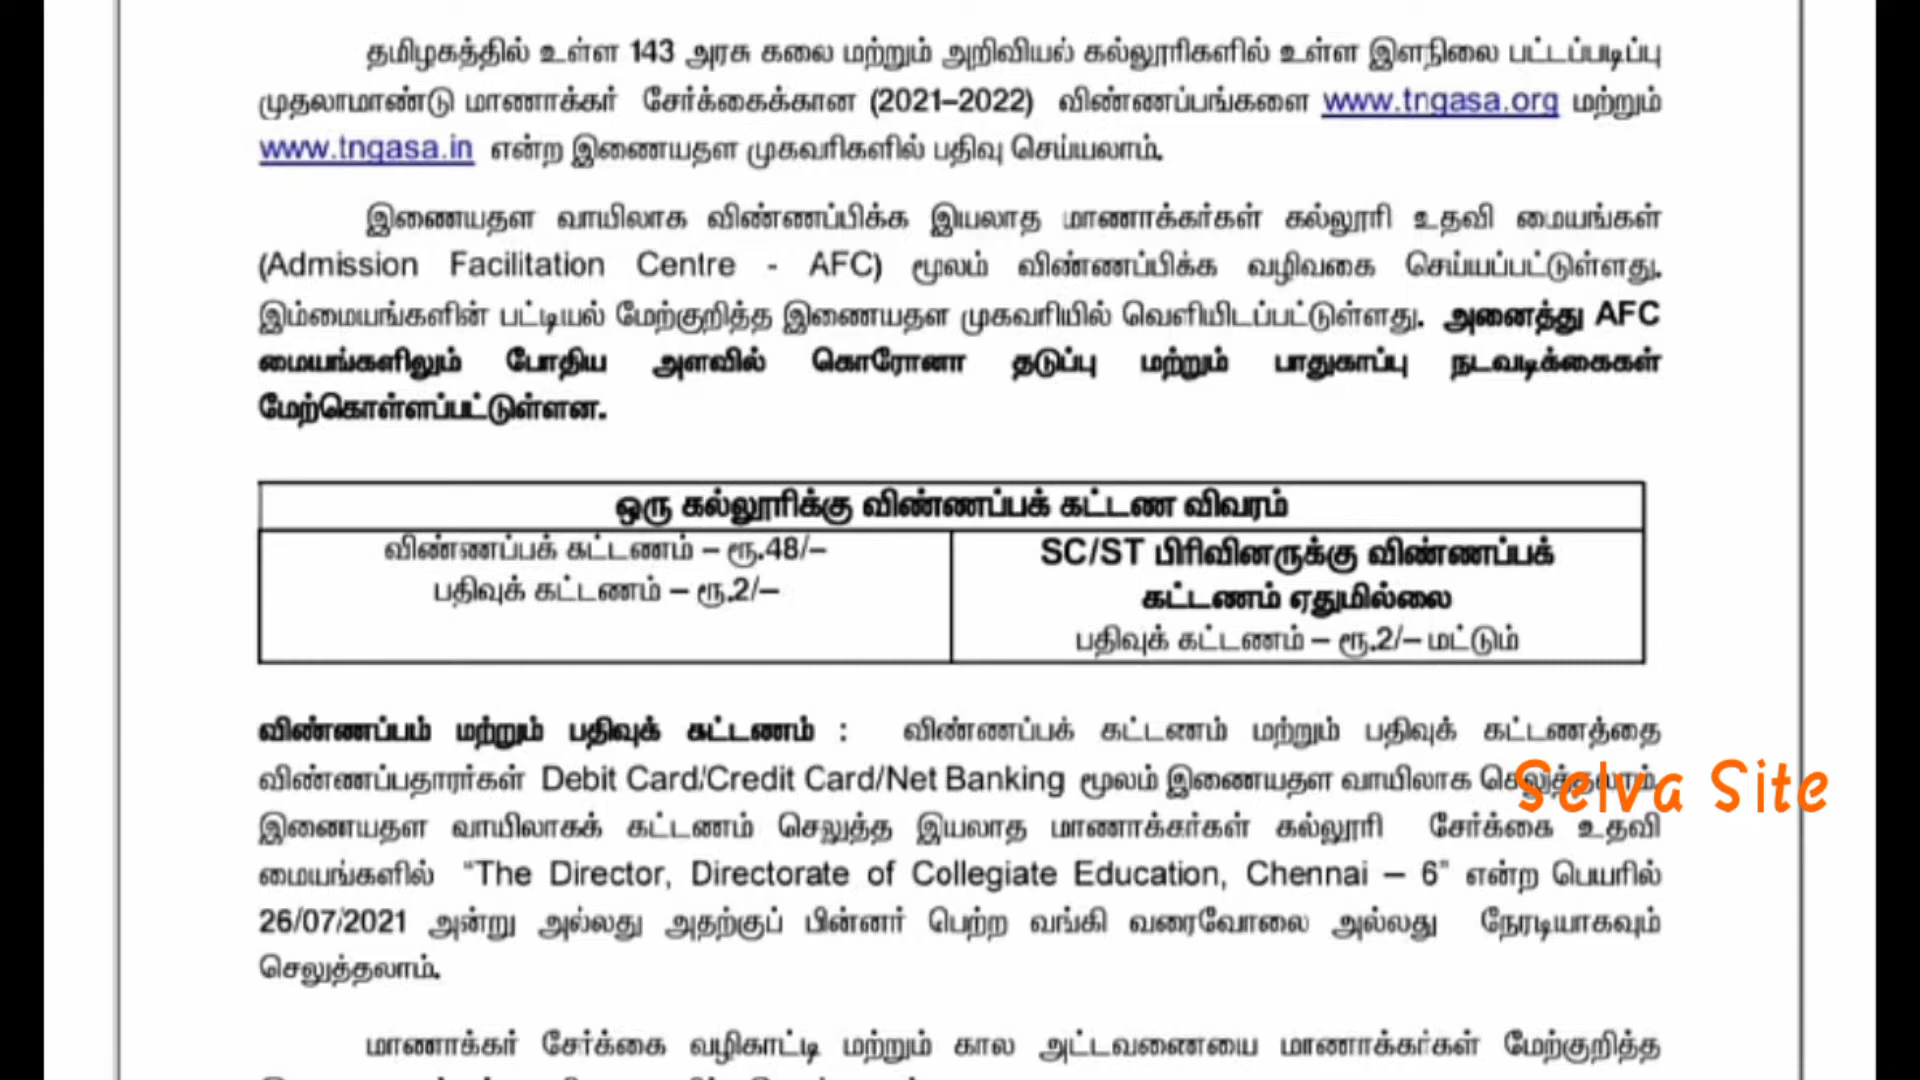 தமிழகத்தில் உள்ள 143 அரசு கலை மற்றும் அறிவியல் கல்லூரிகளில் உள்ள இளநிலை பட்டப்படிப்பு
முதலாமாண்டு மாணாக்கர் சேர்க்கைக்கான (2021–2022) விண்ணப்பங்களை www.tngasa.org மற்றும்
www.tngasa.in என்ற இணையதள முகவரிகளில் பதிவு செய்யலாம்.
இணையதள வாயிலாக விண்ணப்பிக்க இயலாத மாணாக்கர்கள் கல்லூரி உதவி மையங்கள்
(Admission Facilitation Centre - AFC) மூலம் விண்ணப்பிக்க வழிவகை செய்யப்பட்டுள்ளது.
இம்மையங்களின் பட்டியல் மேற்குறித்த இணையதள முகவரியில் வெளியிடப்பட்டுள்ளது. அனைத்து AFC
மையங்களிலும் போதிய அளவில் கொரோனா தடுப்பு மற்றும் பாதுகாப்பு நடவடிக்கைகள்
மேற்கொள்ளப்பட்டுள்ளன.
ஒரு கல்லூரிக்கு விண்ணப்பக் கட்டண விவரம்
விண்ணப்பக் கட்டணம் – ரூ.48/–
பதிவுக் கட்டணம் – ரூ.2/–
SC/ST பிரிவினருக்கு விண்ணப்பக்
கட்டணம் ஏதுமில்லை
பதிவுக் கட்டணம் – ரூ.2/– மட்டும்
விண்ணப்பம் மற்றும் பதிவுக் கட்டணம் : விண்ணப்பக் கட்டணம் மற்றும் பதிவுக் கட்டணத்தை
விண்ணப்பதாரர்கள் Debit Card/Credit Card/Net Banking மூலம் இணையதள வாயிலாக செலுத்தலாம்.
Selva Site
இணையதள வாயிலாகக் கட்டணம் செலுத்த இயலாத மாணாக்கர்கள் கல்லூரி சேர்க்கை உதவி
மையங்களில் “The Director, Directorate of Collegiate Education, Chennai – 6” என்ற பெயரில்
26/07/2021 அன்று அல்லது அதற்குப் பின்னர் பெற்ற வங்கி வரைவோலை அல்லது நேரடியாகவும்
செலுத்தலாம்.
மாணாக்கர் சேர்க்கை வழிகாட்டி மற்றும் கால அட்டவணையை மாணாக்கர்கள் மேற்குறித்த